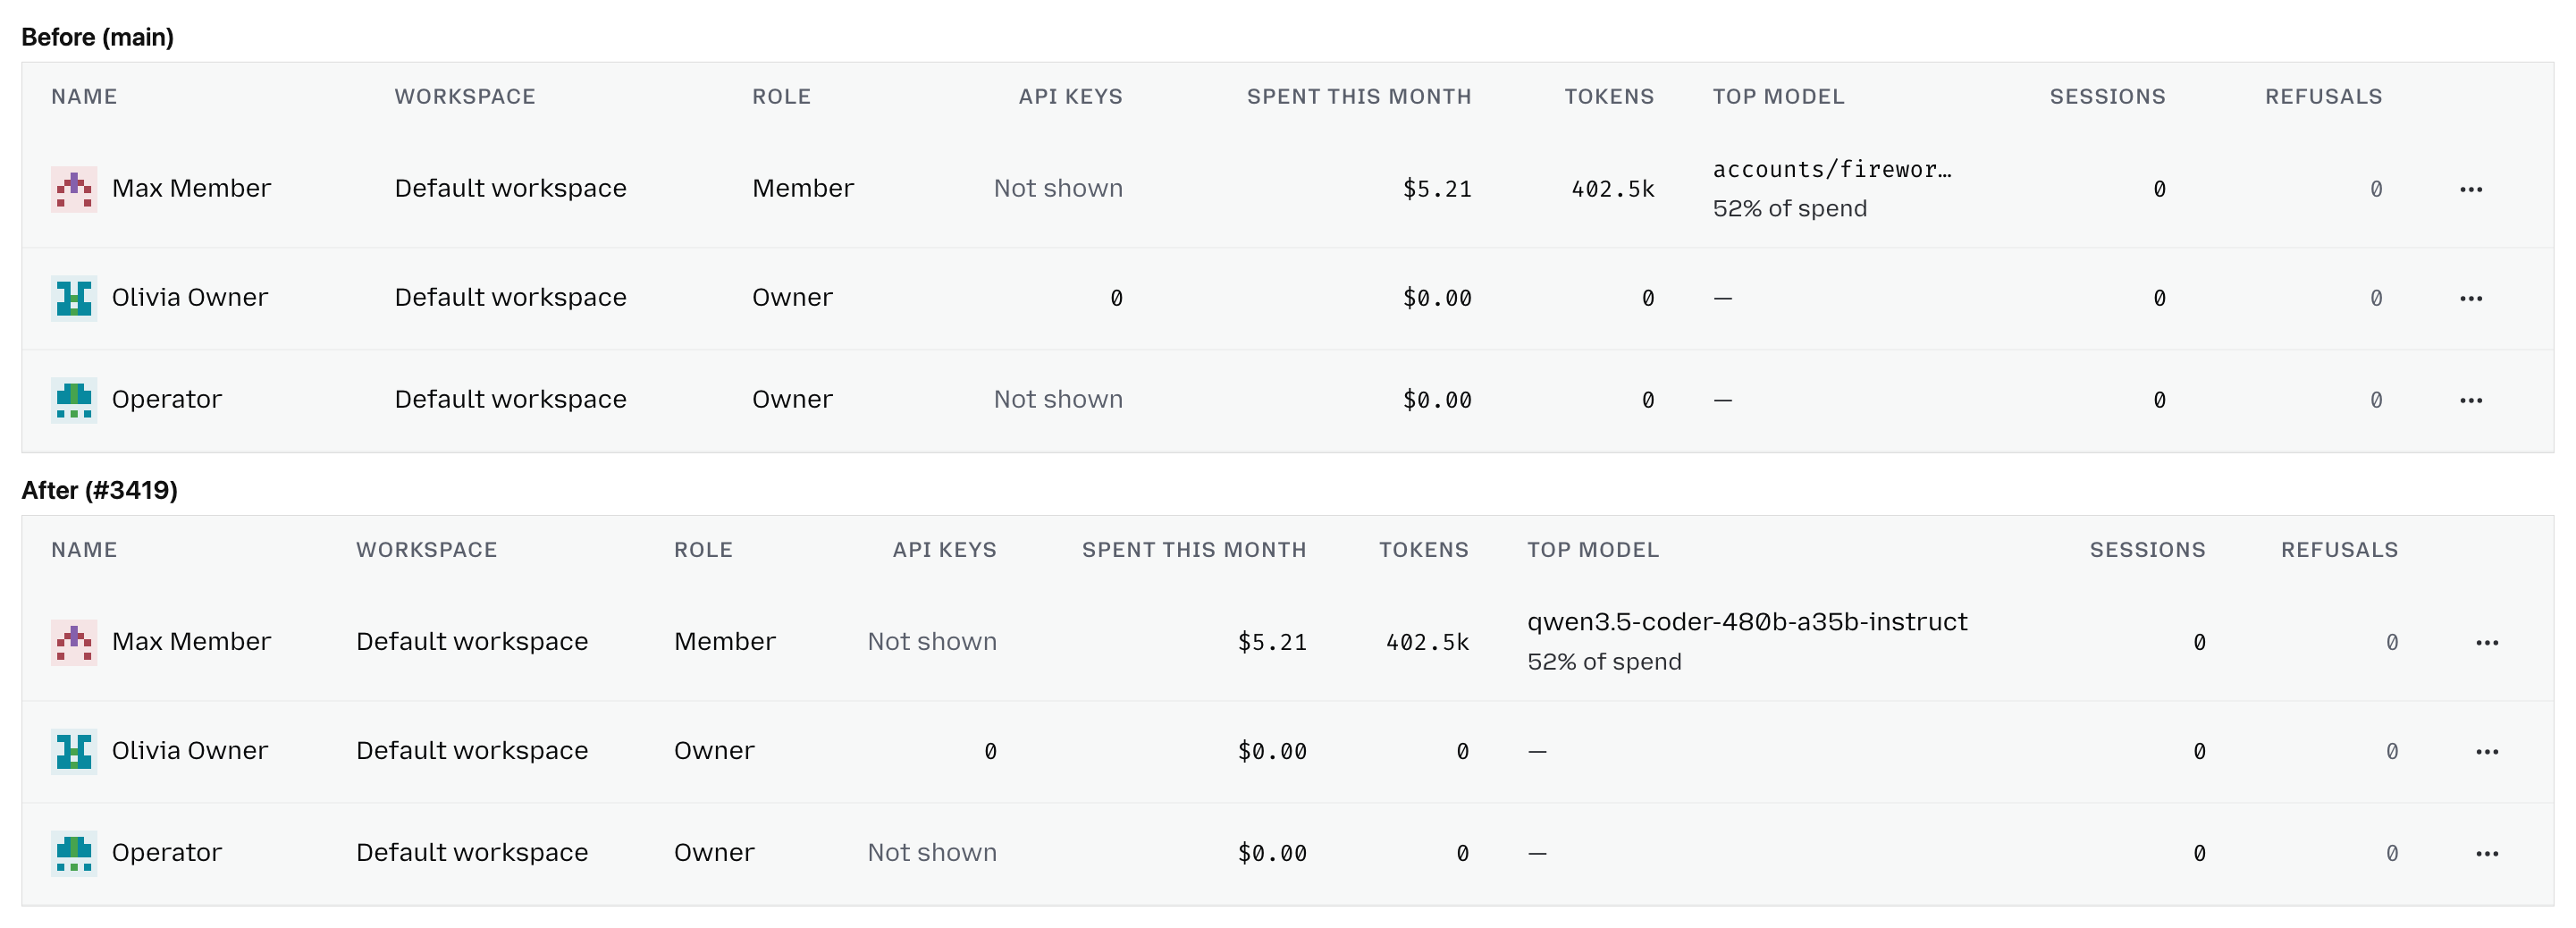 Before (main)
NAME WORKSPACE ROLE API KEYS SPENT THIS MONTH TOKENS TOP MODEL SESSIONS REFUSALS
Max Member Default workspace Member Not shown $5.21 402.5k accounts/firewor… 0 0 •••
52% of spend
Olivia Owner Default workspace Owner 0 $0.00 0 — 0 0 •••
Operator Default workspace Owner Not shown $0.00 0 — 0 0 •••
After (#3419)
NAME WORKSPACE ROLE API KEYS SPENT THIS MONTH TOKENS TOP MODEL SESSIONS REFUSALS
Max Member Default workspace Member Not shown $5.21 402.5k qwen3.5-coder-480b-a35b-instruct 0 0 •••
52% of spend
Olivia Owner Default workspace Owner 0 $0.00 0 — 0 0 •••
Operator Default workspace Owner Not shown $0.00 0 — 0 0 •••